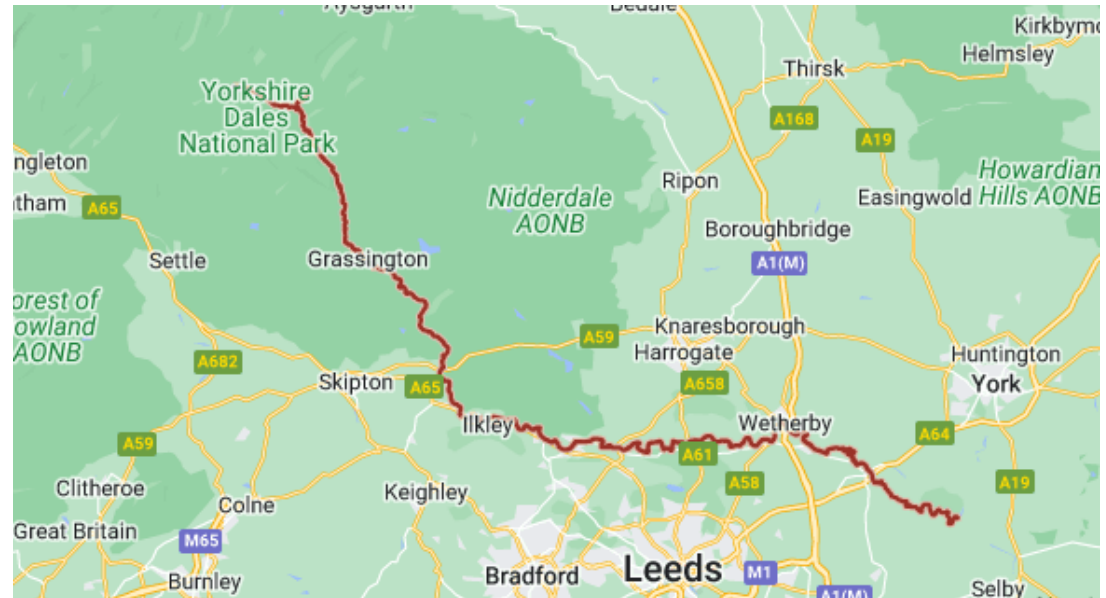 Aysgarth
Bedale
Kirkbymo
Helmsley
Thirsk
Yorkshire
Dales
National Park
A168
A19
ngleton
Howardian
Hills AONB
Ripon
Nidderdale
AONB
Easingwold
tham
A65
Boroughbridge
Settle
Grassington
A1(M)
orest of
owland
AONB
Knaresborough
A59
Harrogate
Huntington
York
A682
Skipton
A65
A658
Ilkley
Wetherby
A64
A59
A61
A58
A19
Clitheroe
Colne
Keighley
Great Britain
M65
Bradford
Leeds
M1
Burnley
A1(M)
Selby